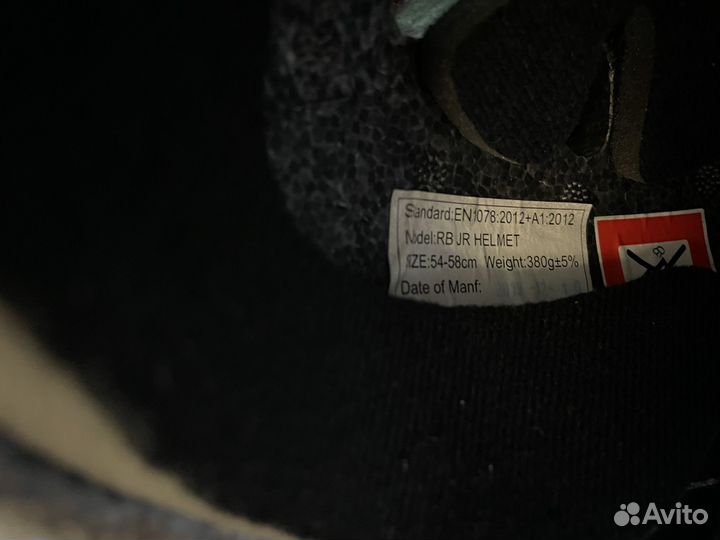 Standard:EN1078:2012+A1:2012
Model:RB JR HELMET
SIZE:54-58cm Weight:380g±5%
Date of Manf:
Avito